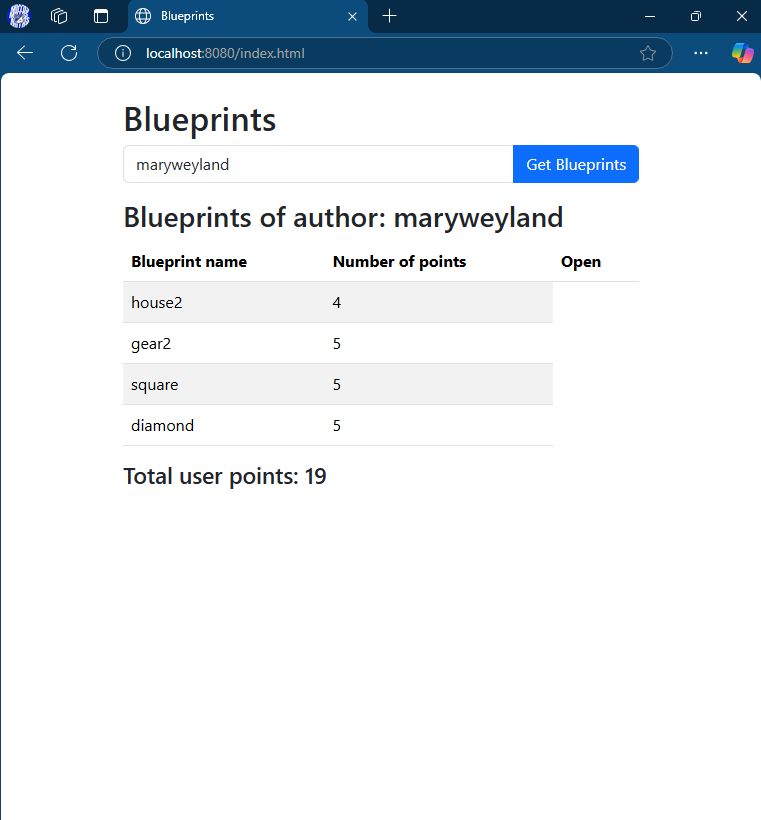 Blueprints
localhost:8080/index.html
Blueprints
maryweyland Get Blueprints
Blueprints of author: maryweyland
Blueprint name Number of points Open
house2 4
gear2 5
square 5
diamond 5
Total user points: 19